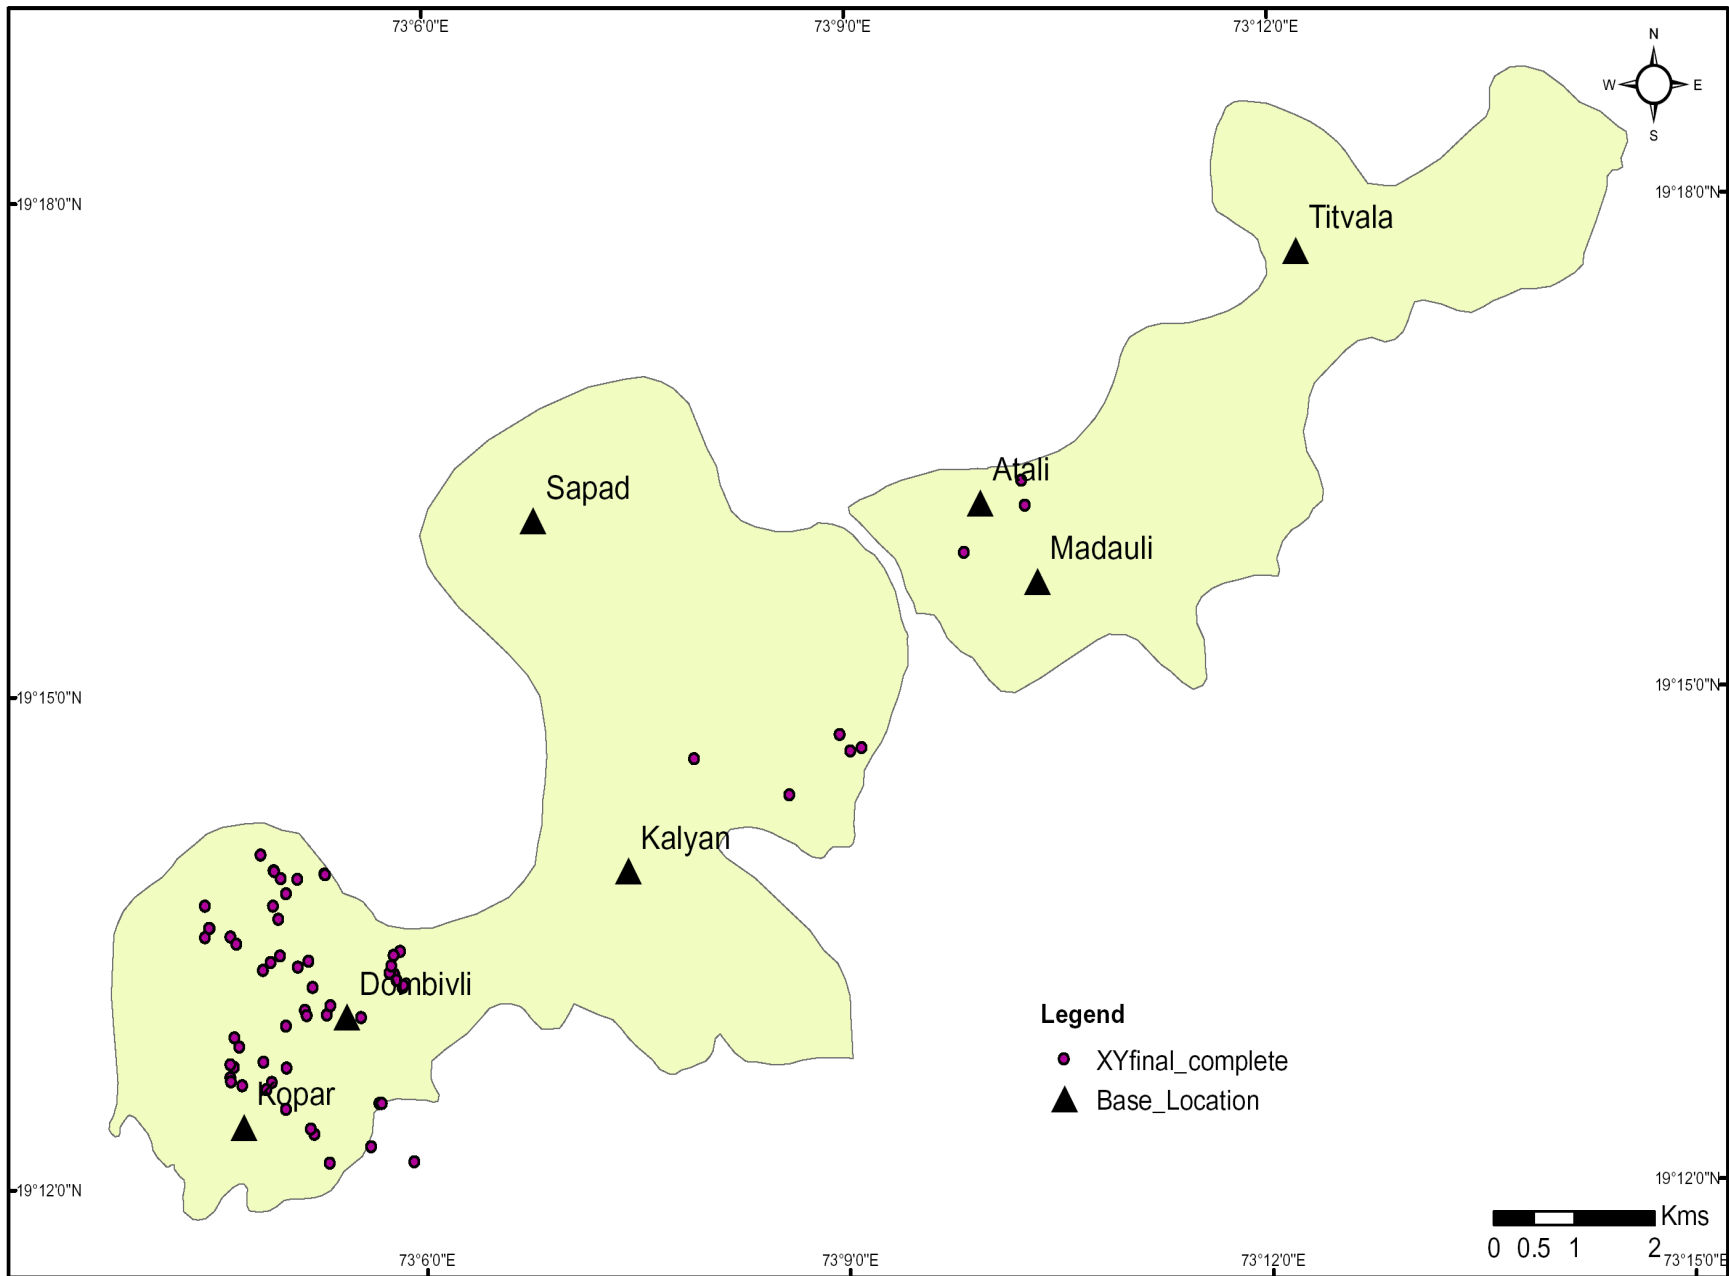 73°6'0"E 73°9'0"E 73°12'0"E
N
W E
S
19°18'0"N 19°18'0"N
Titvala
Atali
Sapad
Madauli
19°15'0"N 19°15'0"N
Kalyan
Dombivli
Legend
XYfinal_complete
Kopar
Base_Location
19°12'0"N 19°12'0"N
Kms
0 0.5 1 2
73°6'0"E 73°9'0"E 73°12'0"E 73°15'0"E